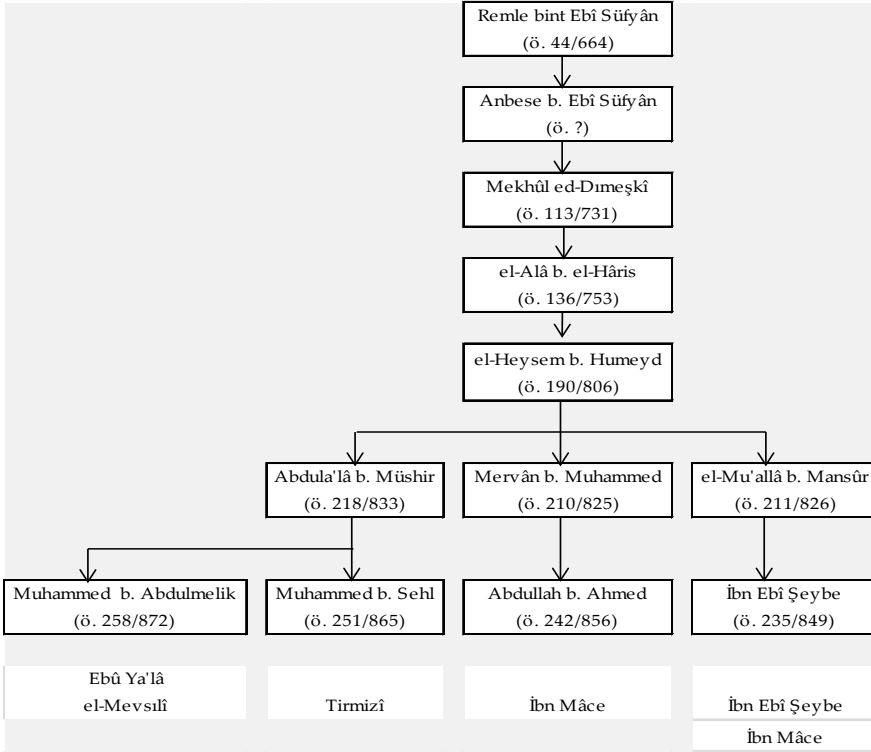 Remle bint Ebî Süfyân
(ö. 44/664)
Anbese b. Ebî Süfyân
(ö. ?)
Mekhûl ed-Dımeşkî
(ö. 113/731)
el-Alâ b. el-Hâris
(ö. 136/753)
el-Heysem b. Humeyd
(ö. 190/806)
Abdula'lâ b. Müshir
(ö. 218/833)
Mervân b. Muhammed
(ö. 210/825)
el-Mu'allâ b. Mansûr
(ö. 211/826)
Muhammed b. Abdulmelik
(ö. 258/872)
Muhammed b. Sehl
(ö. 251/865)
Abdullah b. Ahmed
(ö. 242/856)
İbn Ebî Şeybe
(ö. 235/849)
Ebû Ya'lâ
el-Mevsılî
Tirmizî
İbn Mâce
İbn Ebî Şeybe
İbn Mâce